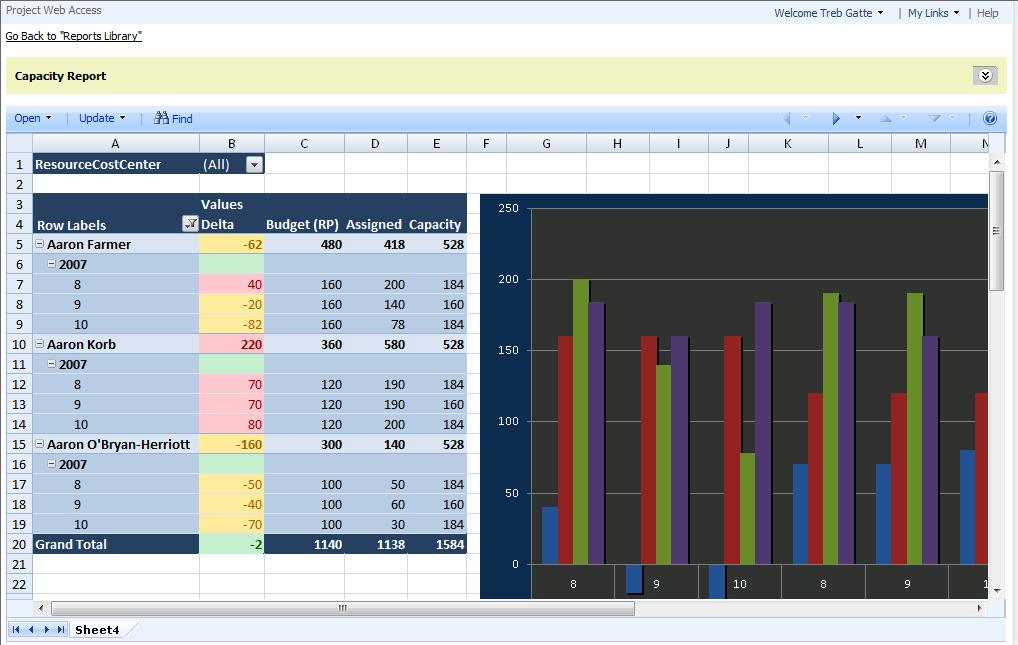 Project Web Access
Welcome Treb Gatte | My Links | Help
Go Back to "Reports Library"
Capacity Report
Open Update Find
A B C D E F G H I J K L M N
1 ResourceCostCenter (All)
2
3 Values
4 Row Labels Delta Budget (RP) Assigned Capacity
5 Aaron Farmer -62 480 418 528
6 2007
7 8 40 160 200 184
8 9 -20 160 140 160
9 10 -82 160 78 184
10 Aaron Korb 220 360 580 528
11 2007
12 8 70 120 190 184
13 9 70 120 190 160
14 10 80 120 200 184
15 Aaron O'Bryan-Herriott -160 300 140 528
16 2007
17 8 -50 100 50 184
18 9 -40 100 60 160
19 10 -70 100 30 184
20 Grand Total -2 1140 1138 1584
21
22
250
200
150
100
50
0
8 9 10 8 9 1
Sheet4